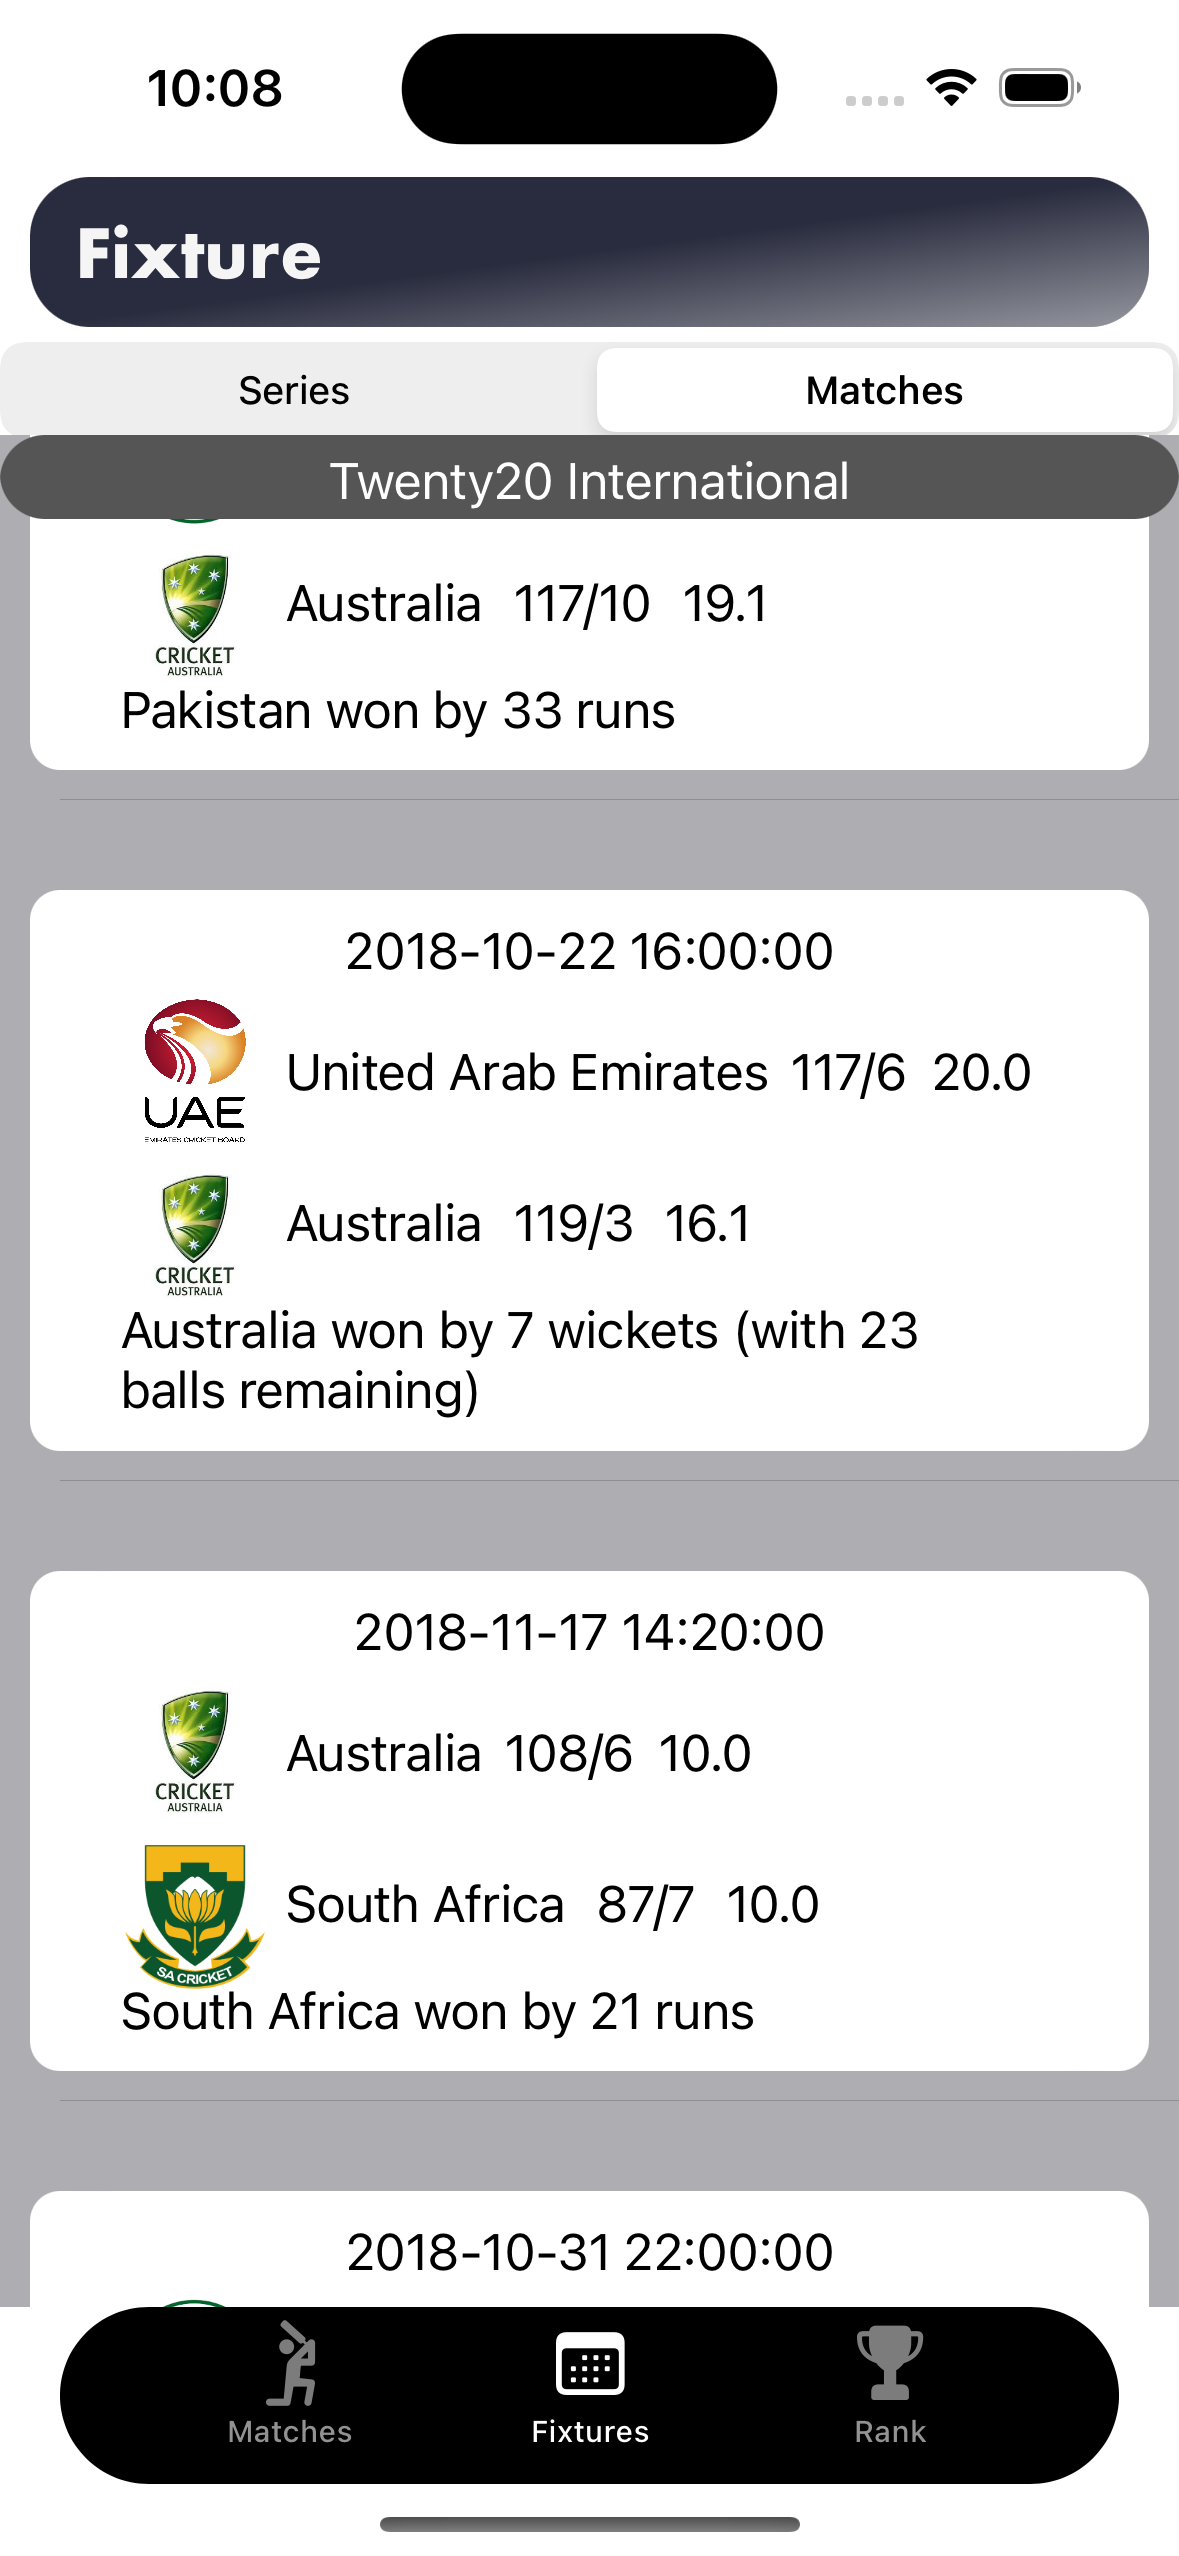 10:08
Fixture
Series
Matches
Twenty20 International
CRICKET
AUSTRALIA
Australia 117/10 19.1
Pakistan won by 33 runs
2018-10-22 16:00:00
UAE
EMIRATES CRICKET BOARD
United Arab Emirates 117/6 20.0
CRICKET
AUSTRALIA
Australia 119/3 16.1
Australia won by 7 wickets (with 23
balls remaining)
2018-11-17 14:20:00
CRICKET
AUSTRALIA
Australia 108/6 10.0
SA CRICKET
South Africa 87/7 10.0
South Africa won by 21 runs
2018-10-31 22:00:00
Matches
Fixtures
Rank